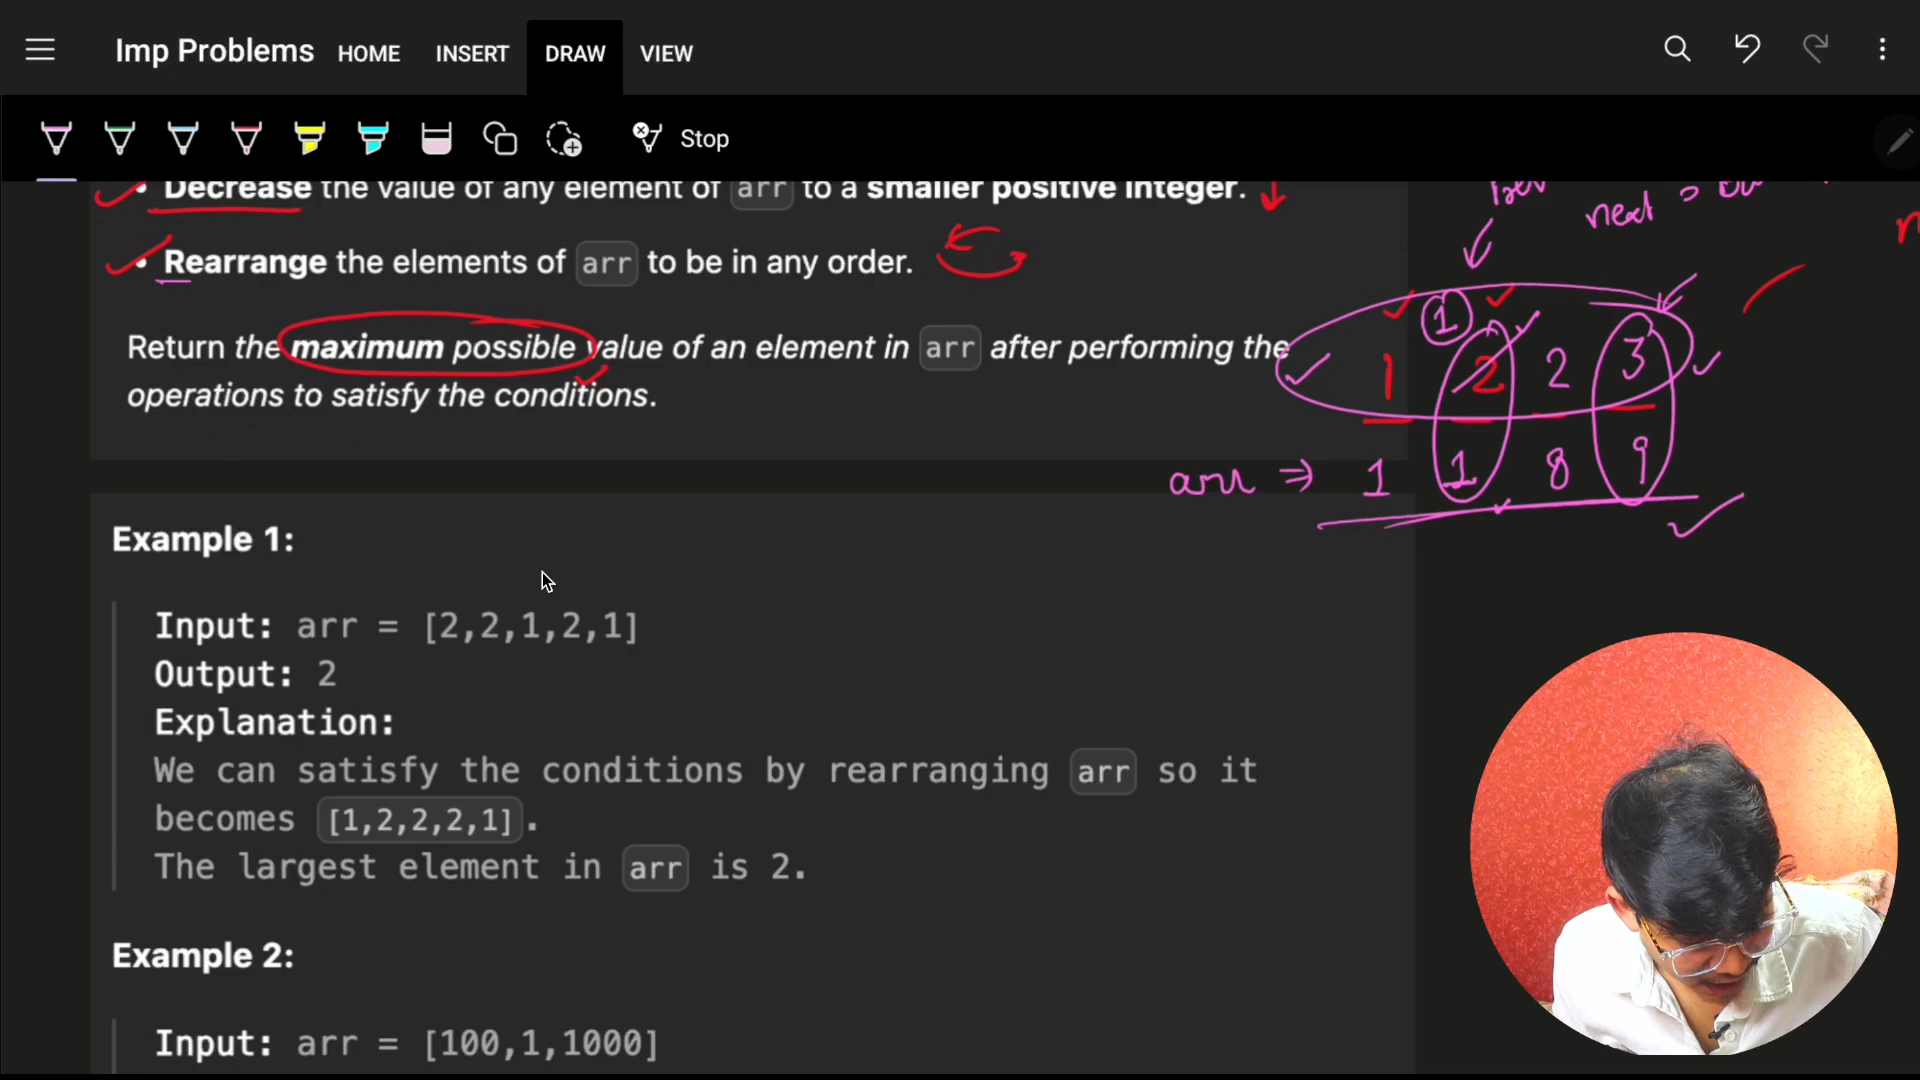 Imp Problems HOME INSERT DRAW VIEW
Stop
Decrease the value of any element of arr to a smaller positive integer.
Rearrange the elements of arr to be in any order.
Return the maximum possible value of an element in arr after performing the
operations to satisfy the conditions.
next
1
1 2 2 3
arr ⇒ 1 1 8 9
Example 1:
Input: arr = [2,2,1,2,1]
Output: 2
Explanation:
We can satisfy the conditions by rearranging arr so it
becomes [1,2,2,2,1].
The largest element in arr is 2.
Example 2:
Input: arr = [100,1,1000]